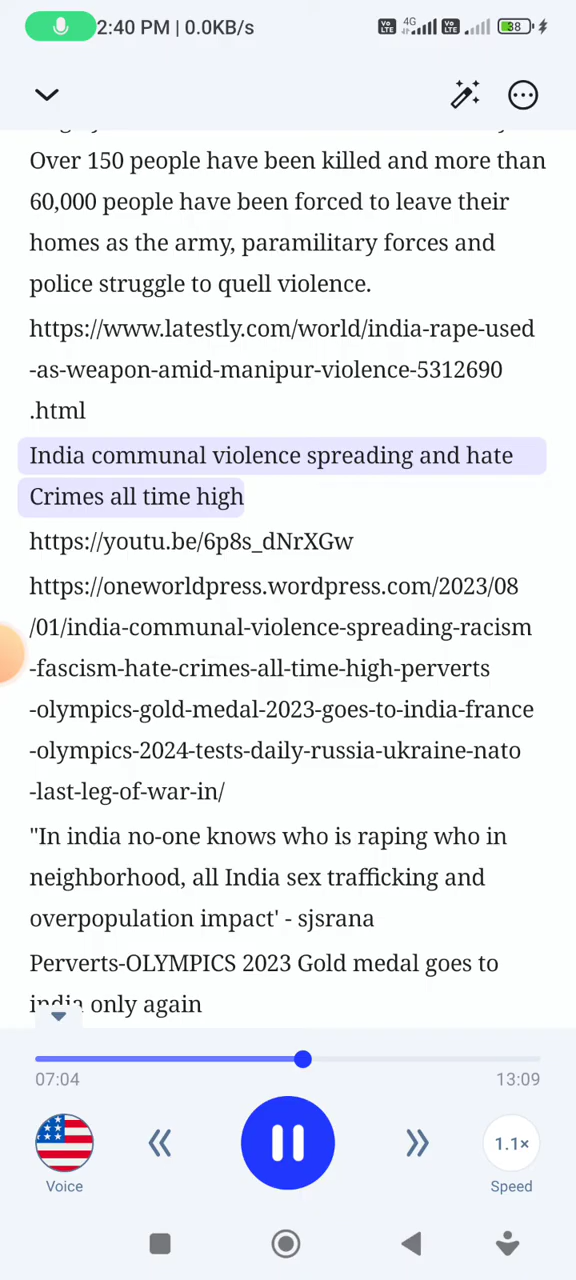 2:40 PM | 0.0KB/s
Vo LTE 4G Vo LTE 38
Over 150 people have been killed and more than
60,000 people have been forced to leave their
homes as the army, paramilitary forces and
police struggle to quell violence.
https://www.latestly.com/world/india-rape-used
-as-weapon-amid-manipur-violence-5312690
.html
India communal violence spreading and hate
Crimes all time high
https://youtu.be/6p8s_dNrXGw
https://oneworldpress.wordpress.com/2023/08
/01/india-communal-violence-spreading-racism
-fascism-hate-crimes-all-time-high-perverts
-olympics-gold-medal-2023-goes-to-india-france
-olympics-2024-tests-daily-russia-ukraine-nato
-last-leg-of-war-in/
"In india no-one knows who is raping who in
neighborhood, all India sex trafficking and
overpopulation impact' - sjsrana
Perverts-OLYMPICS 2023 Gold medal goes to
india only again
07:04 13:09
1.1×
Voice Speed